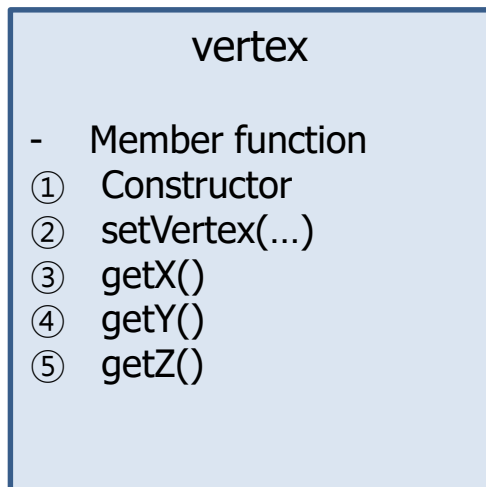 vertex
- Member function
① Constructor
② setVertex(…)
③ getX()
④ getY()
⑤ getZ()